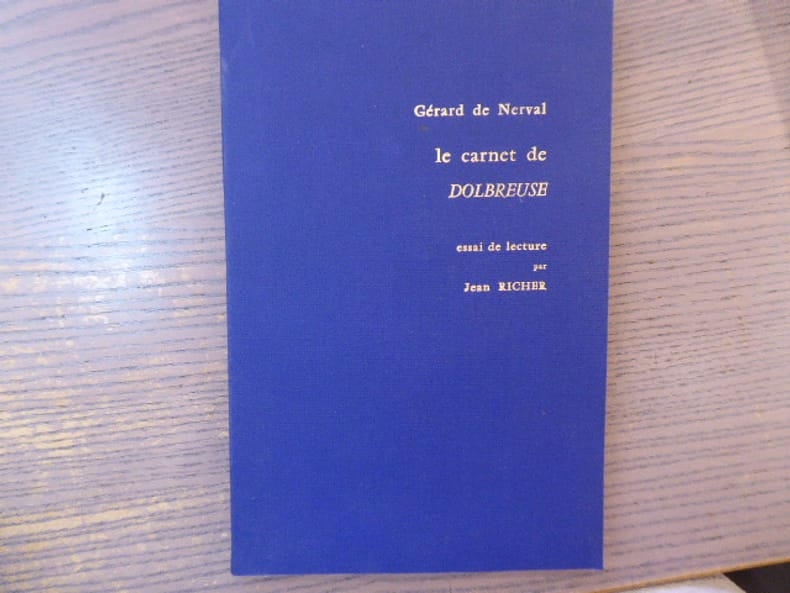 Gérard de Nerval
le carnet de
DOLBREUSE
essai de lecture
par
Jean RICHER